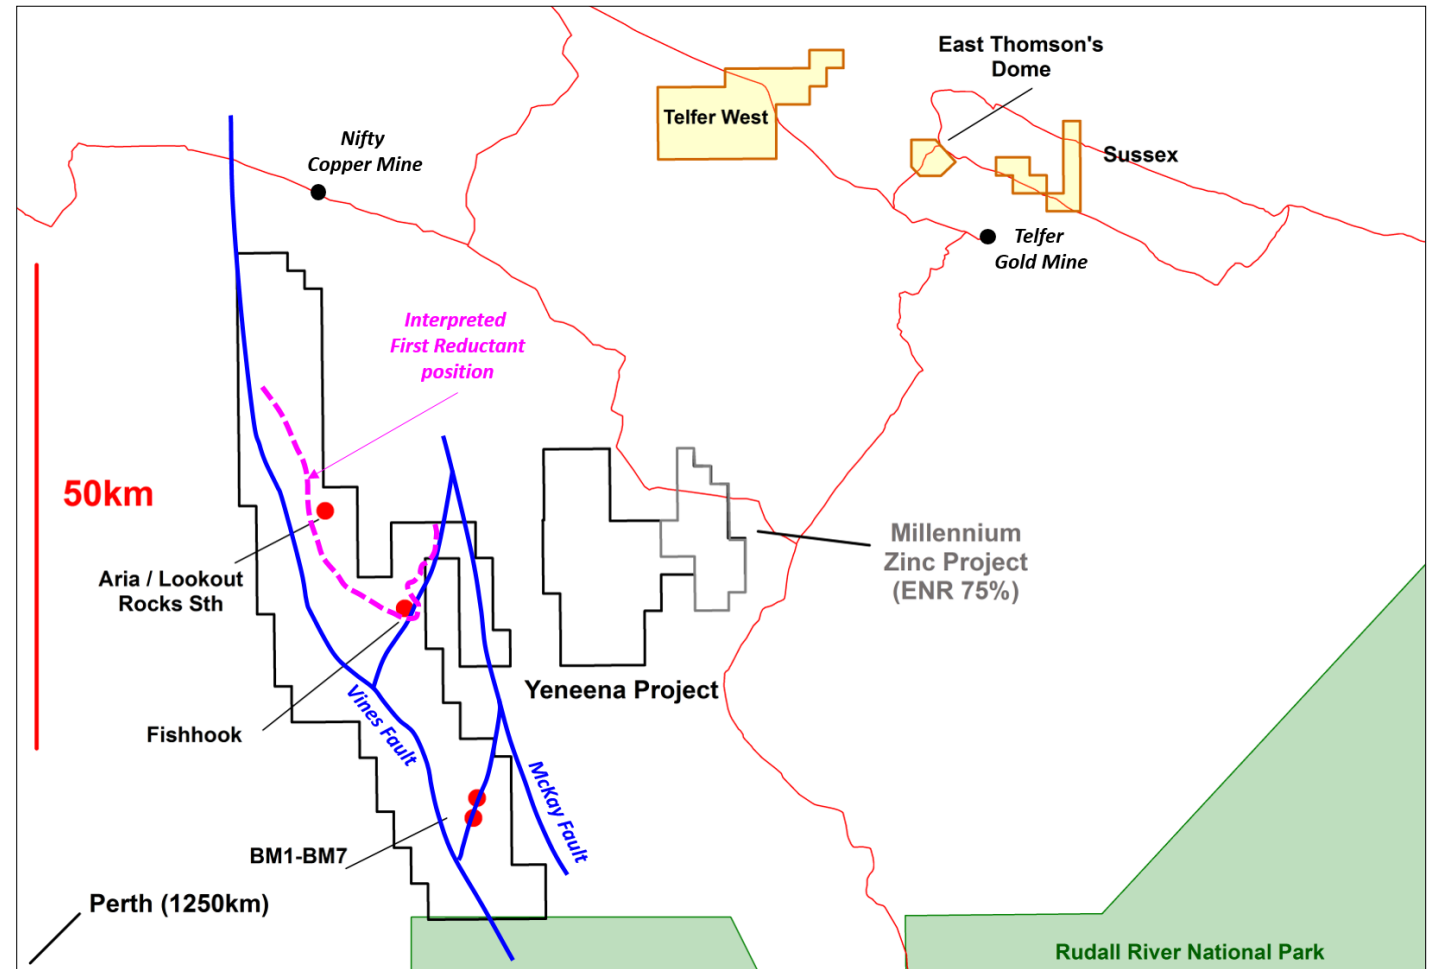 East Thomson's
Dome
Telfer West
Nifty
Copper Mine
Sussex
Telfer
Gold Mine
Interpreted
First Reductant
position
50km
Millennium
Zinc Project
(ENR 75%)
Aria / Lookout
Rocks Sth
Yeneena Project
Fishhook
Vines Fault
McKay Fault
BM1-BM7
Perth (1250km)
Rudall River National Park